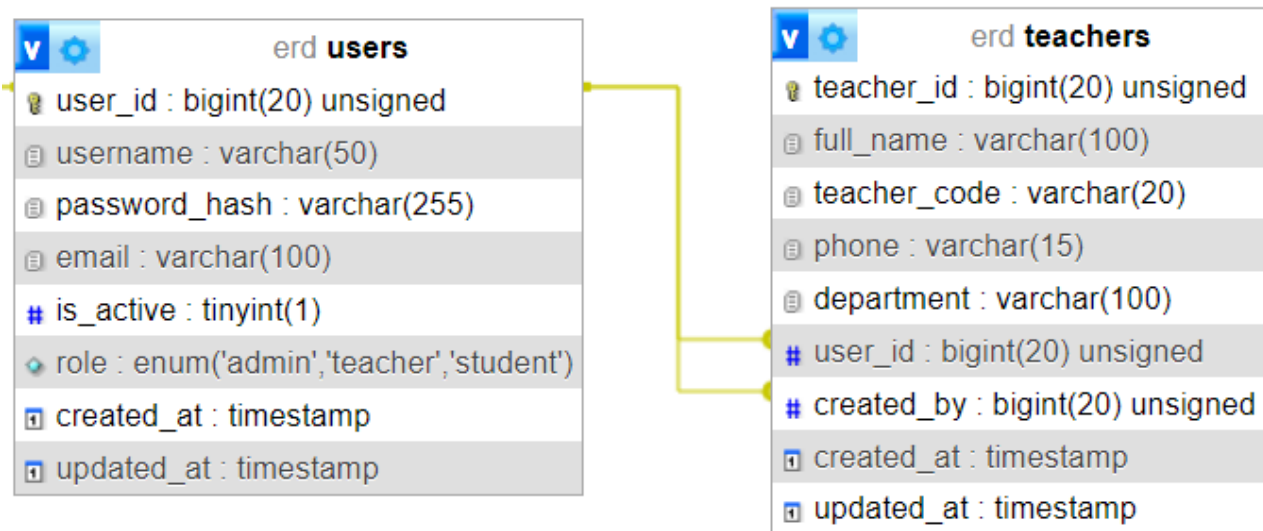 v erd users
user_id : bigint(20) unsigned
username : varchar(50)
password_hash : varchar(255)
email : varchar(100)
# is_active : tinyint(1)
role : enum('admin','teacher','student')
created_at : timestamp
updated_at : timestamp
v erd teachers
teacher_id : bigint(20) unsigned
full_name : varchar(100)
teacher_code : varchar(20)
phone : varchar(15)
department : varchar(100)
# user_id : bigint(20) unsigned
# created_by : bigint(20) unsigned
created_at : timestamp
updated_at : timestamp